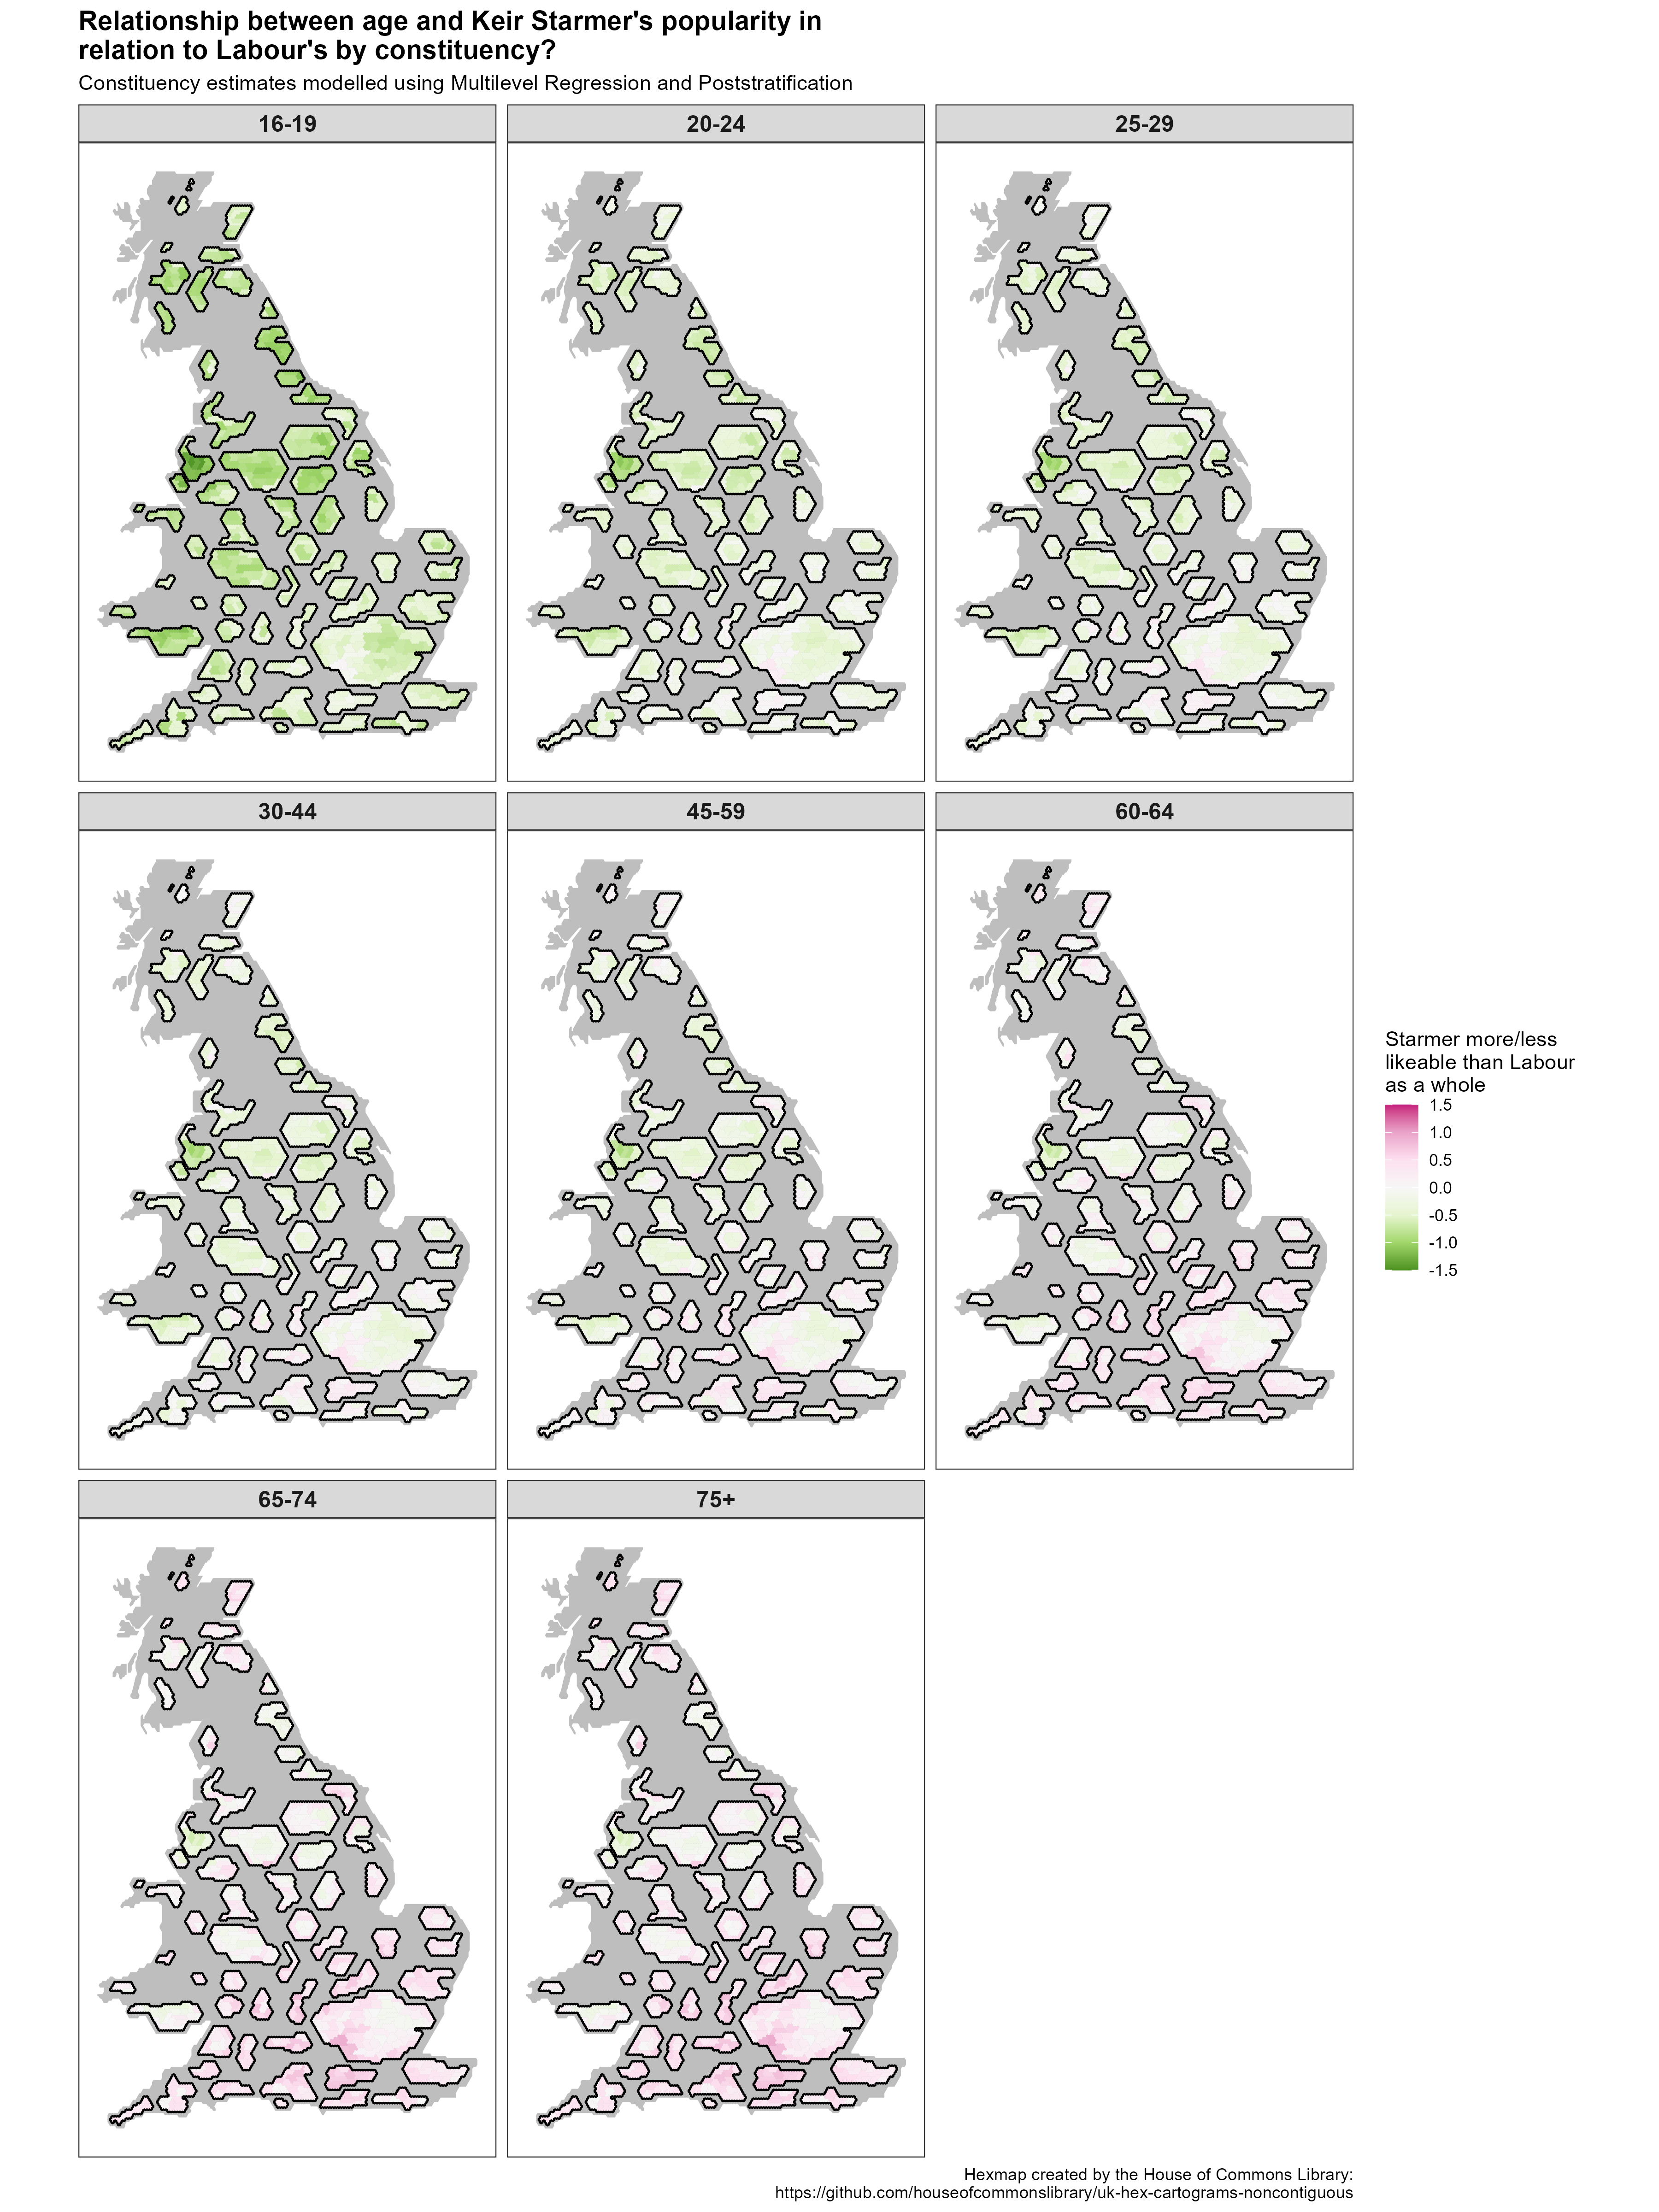 Relationship between age and Keir Starmer's popularity in
relation to Labour's by constituency?
Constituency estimates modelled using Multilevel Regression and Poststratification
16-19
20-24
25-29
30-44
45-59
60-64
Starmer more/less
likeable than Labour
as a whole
1.5
1.0
0.5
0.0
-0.5
-1.0
-1.5
65-74
75+
Hexmap created by the House of Commons Library:
https://github.com/houseofcommonslibrary/uk-hex-cartograms-noncontiguous